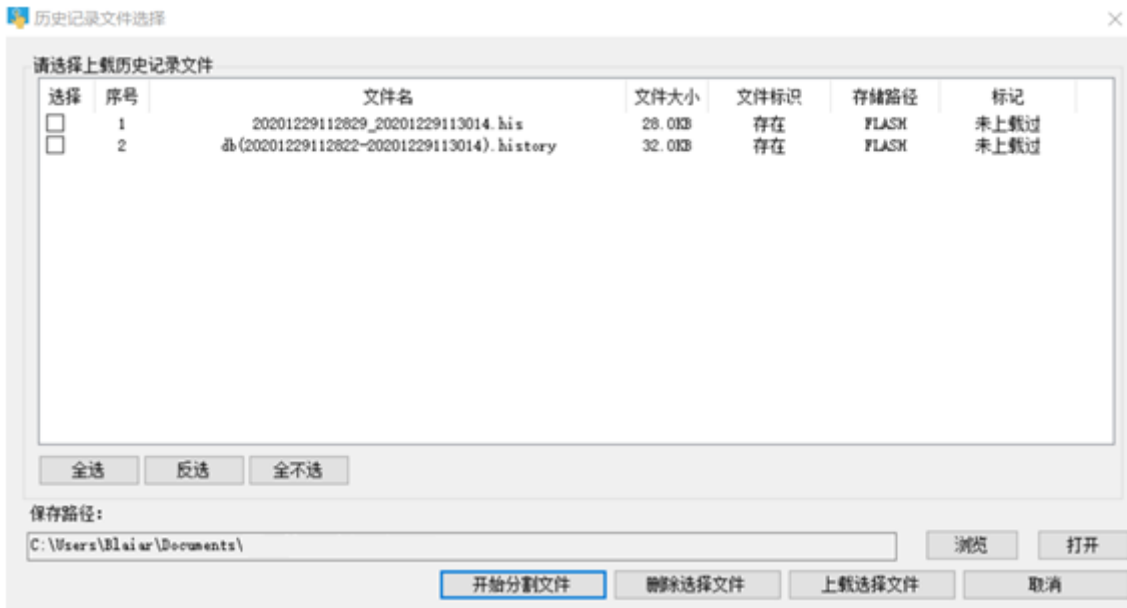 历史记录文件选择
请选择上载历史记录文件
选择 序号 文件名 文件大小 文件标识 存储路径 标记
1 20201229112829_20201229113014.his 28.0KB 存在 FLASH 未上载过
2 db(20201229112822-20201229113014).history 32.0KB 存在 FLASH 未上载过
全选 反选 全不选
保存路径:
C:\Users\Blaiar\Documents\ 浏览 打开
开始分割文件 删除选择文件 上载选择文件 取消